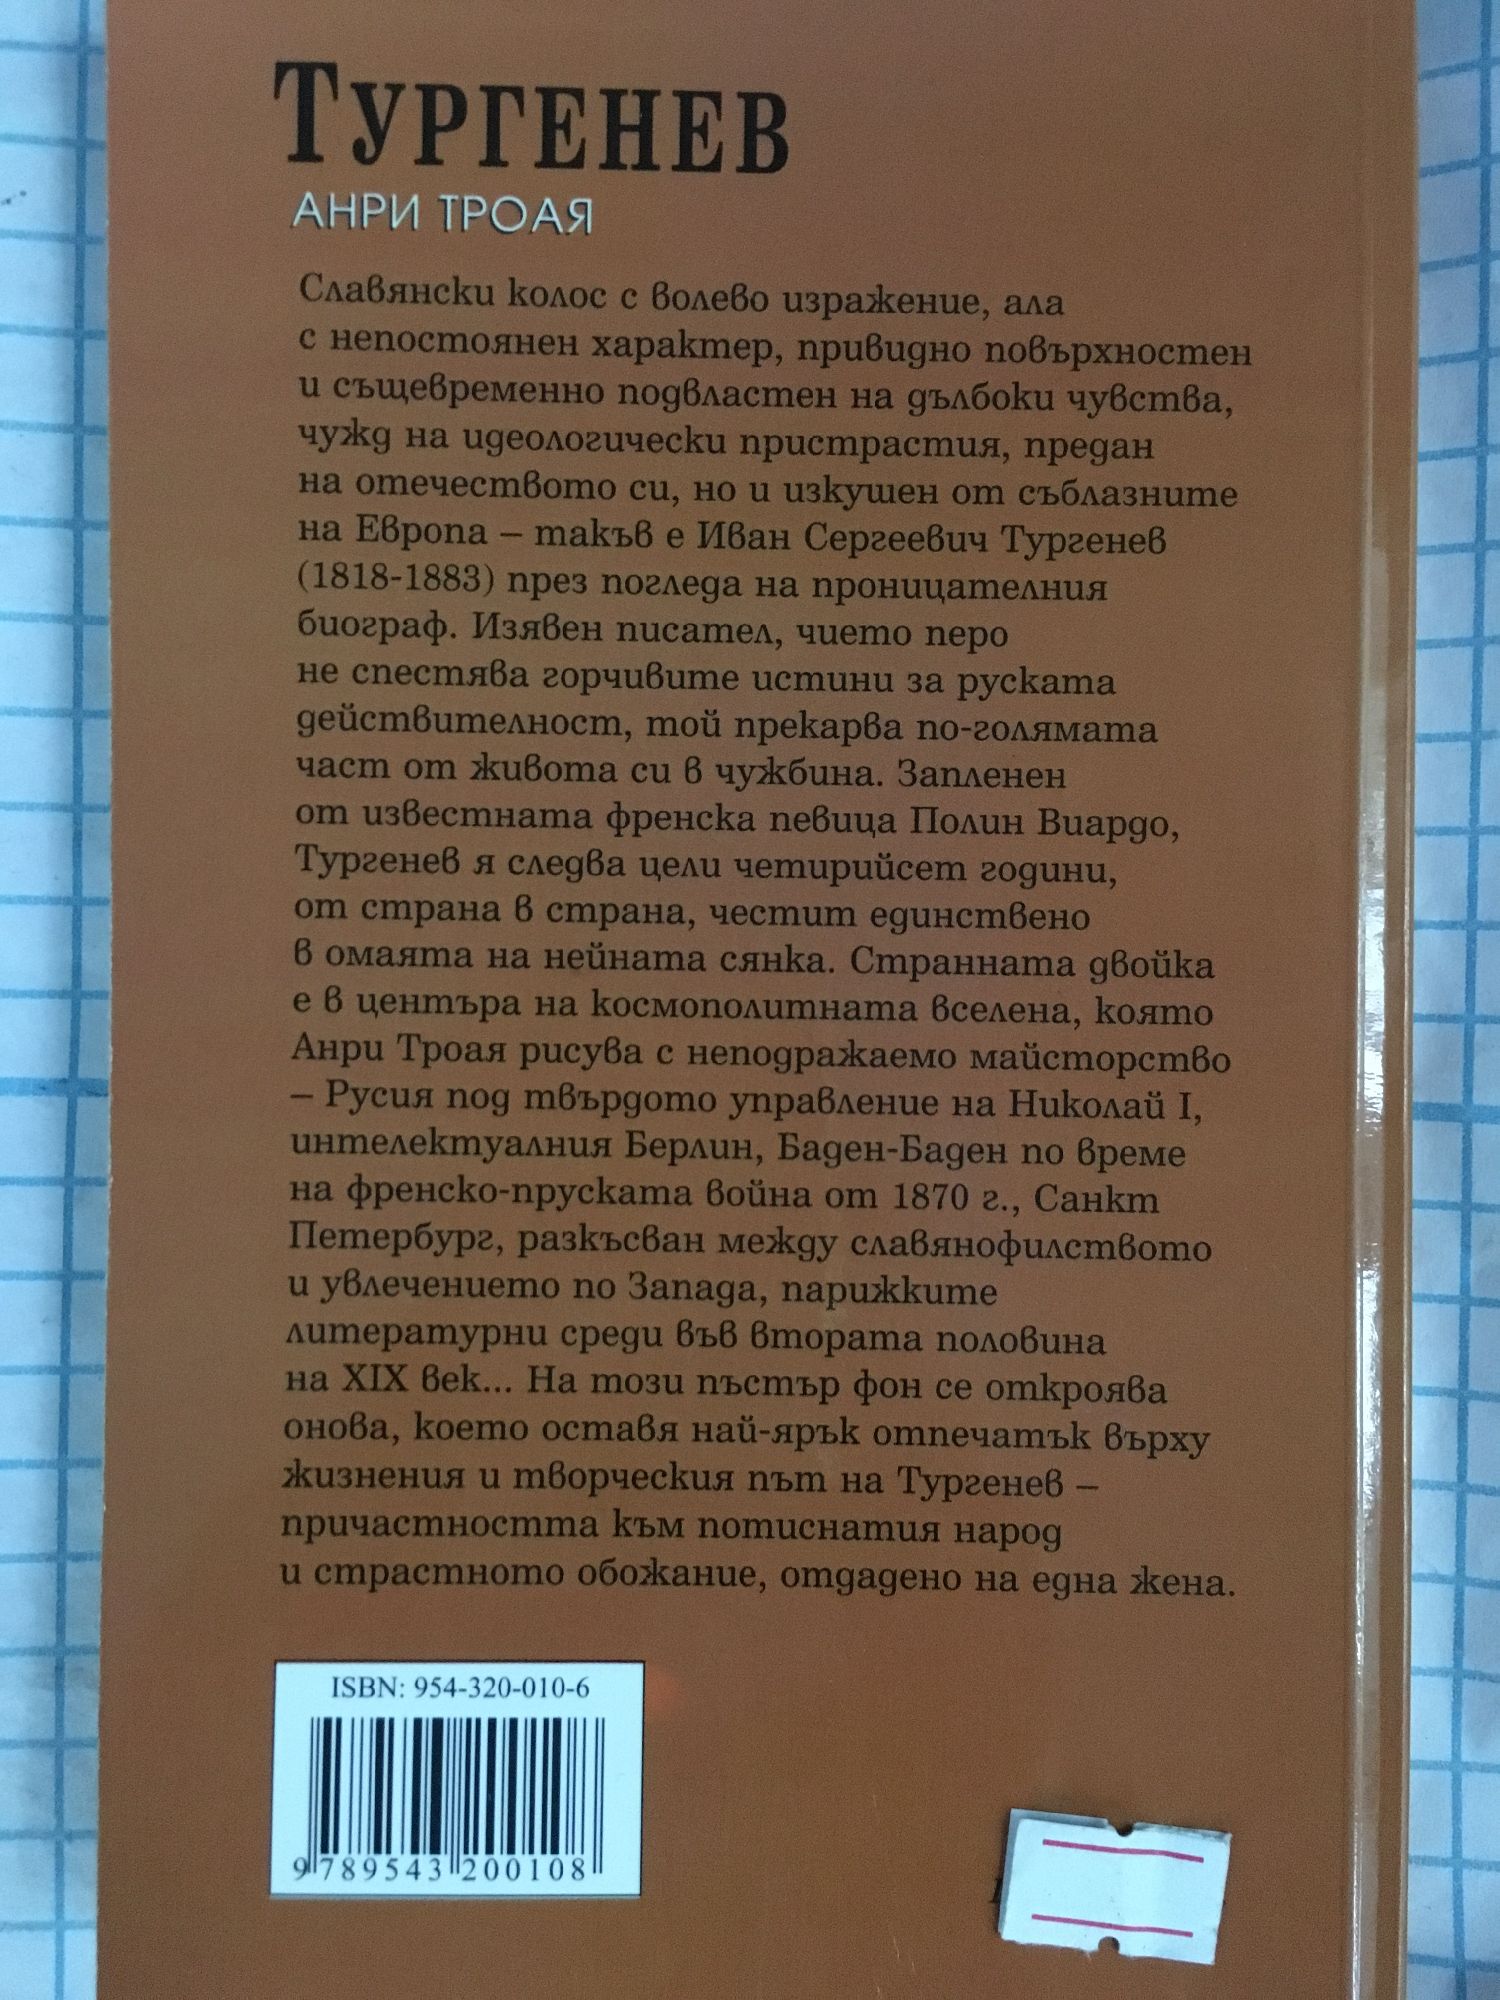 ТУРГЕНЕВ
АНРИ ТРОАЯ
Славянски колос с волево изражение, ала
с непостоянен характер, привидно повърхностен
и същевременно подвластен на дълбоки чувства,
чужд на идеологически пристрастия, предан
на отечеството си, но и изкушен от съблазните
на Европа – такъв е Иван Сергеевич Тургенев
(1818-1883) през погледа на проницателния
биограф. Изявен писател, чието перо
не спестява горчивите истини за руската
действителност, той прекарва по-голямата
част от живота си в чужбина. Запленен
от известната френска певица Полин Виардо,
Тургенев я следва цели четирийсет години,
от страна в страна, честит единствено
в омаята на нейната сянка. Странната двойка
е в центъра на космополитната вселена, която
Анри Троая рисува с неподражаемо майсторство
– Русия под твърдото управление на Николай I,
интелектуалния Берлин, Баден-Баден по време
на френско-пруската война от 1870 г., Санкт
Петербург, разкъсван между славянофилството
и увлечението по Запада, парижките
литературни среди във втората половина
на XIX век... На този пъстър фон се откроява
онова, което оставя най-ярък отпечатък върху
жизнения и творческия път на Тургенев –
причастността към потиснатия народ
и страстното обожание, отдадено на една жена.
ISBN: 954-320-010-6
9 789543 200108